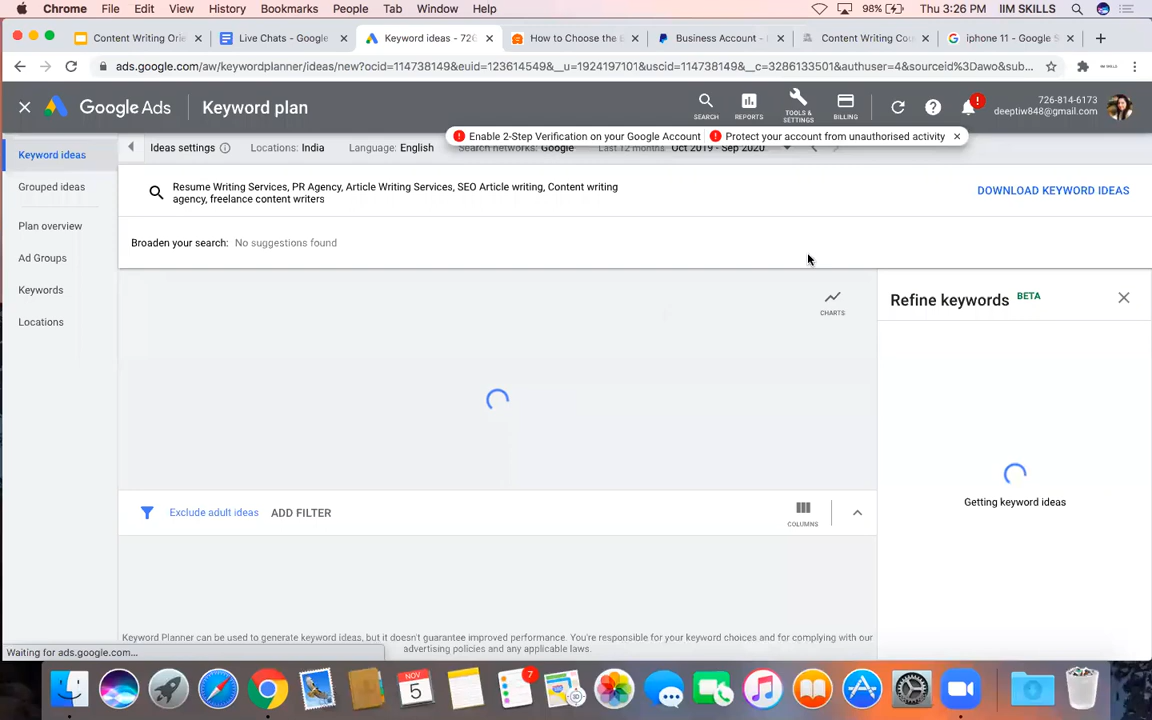 Chrome File Edit View History Bookmarks People Tab Window Help 98% Thu 3:26 PM IIM SKILLS
Content Writing Orie Live Chats - Google Keyword ideas - 726 How to Choose the B Business Account - Content Writing Cou iphone 11 - Google S
ads.google.com/aw/keywordplanner/ideas/new?ocid=114738149&euid=123614549&__u=1924197101&uscid=114738149&__c=3286133501&authuser=4&sourceid%3Dawo&sub...
Google Ads Keyword plan
SEARCH REPORTS TOOLS & SETTINGS BILLING
726-814-6173
deeptiw848@gmail.com
Enable 2-Step Verification on your Google Account Protect your account from unauthorised activity
Keyword ideas
Grouped ideas
Plan overview
Ad Groups
Keywords
Locations
Ideas settings Locations: India Language: English Search networks: Google Last 12 months Oct 2019 - Sep 2020
Resume Writing Services, PR Agency, Article Writing Services, SEO Article writing, Content writing
agency, freelance content writers
DOWNLOAD KEYWORD IDEAS
Broaden your search: No suggestions found
CHARTS
Refine keywords BETA
Getting keyword ideas
Exclude adult ideas ADD FILTER
COLUMNS
Keyword Planner can be used to generate keyword ideas, but it doesn't guarantee improved performance. You're responsible for your keyword choices and for complying with our
advertising policies and any applicable laws.
Waiting for ads.google.com...
NOV
5
7